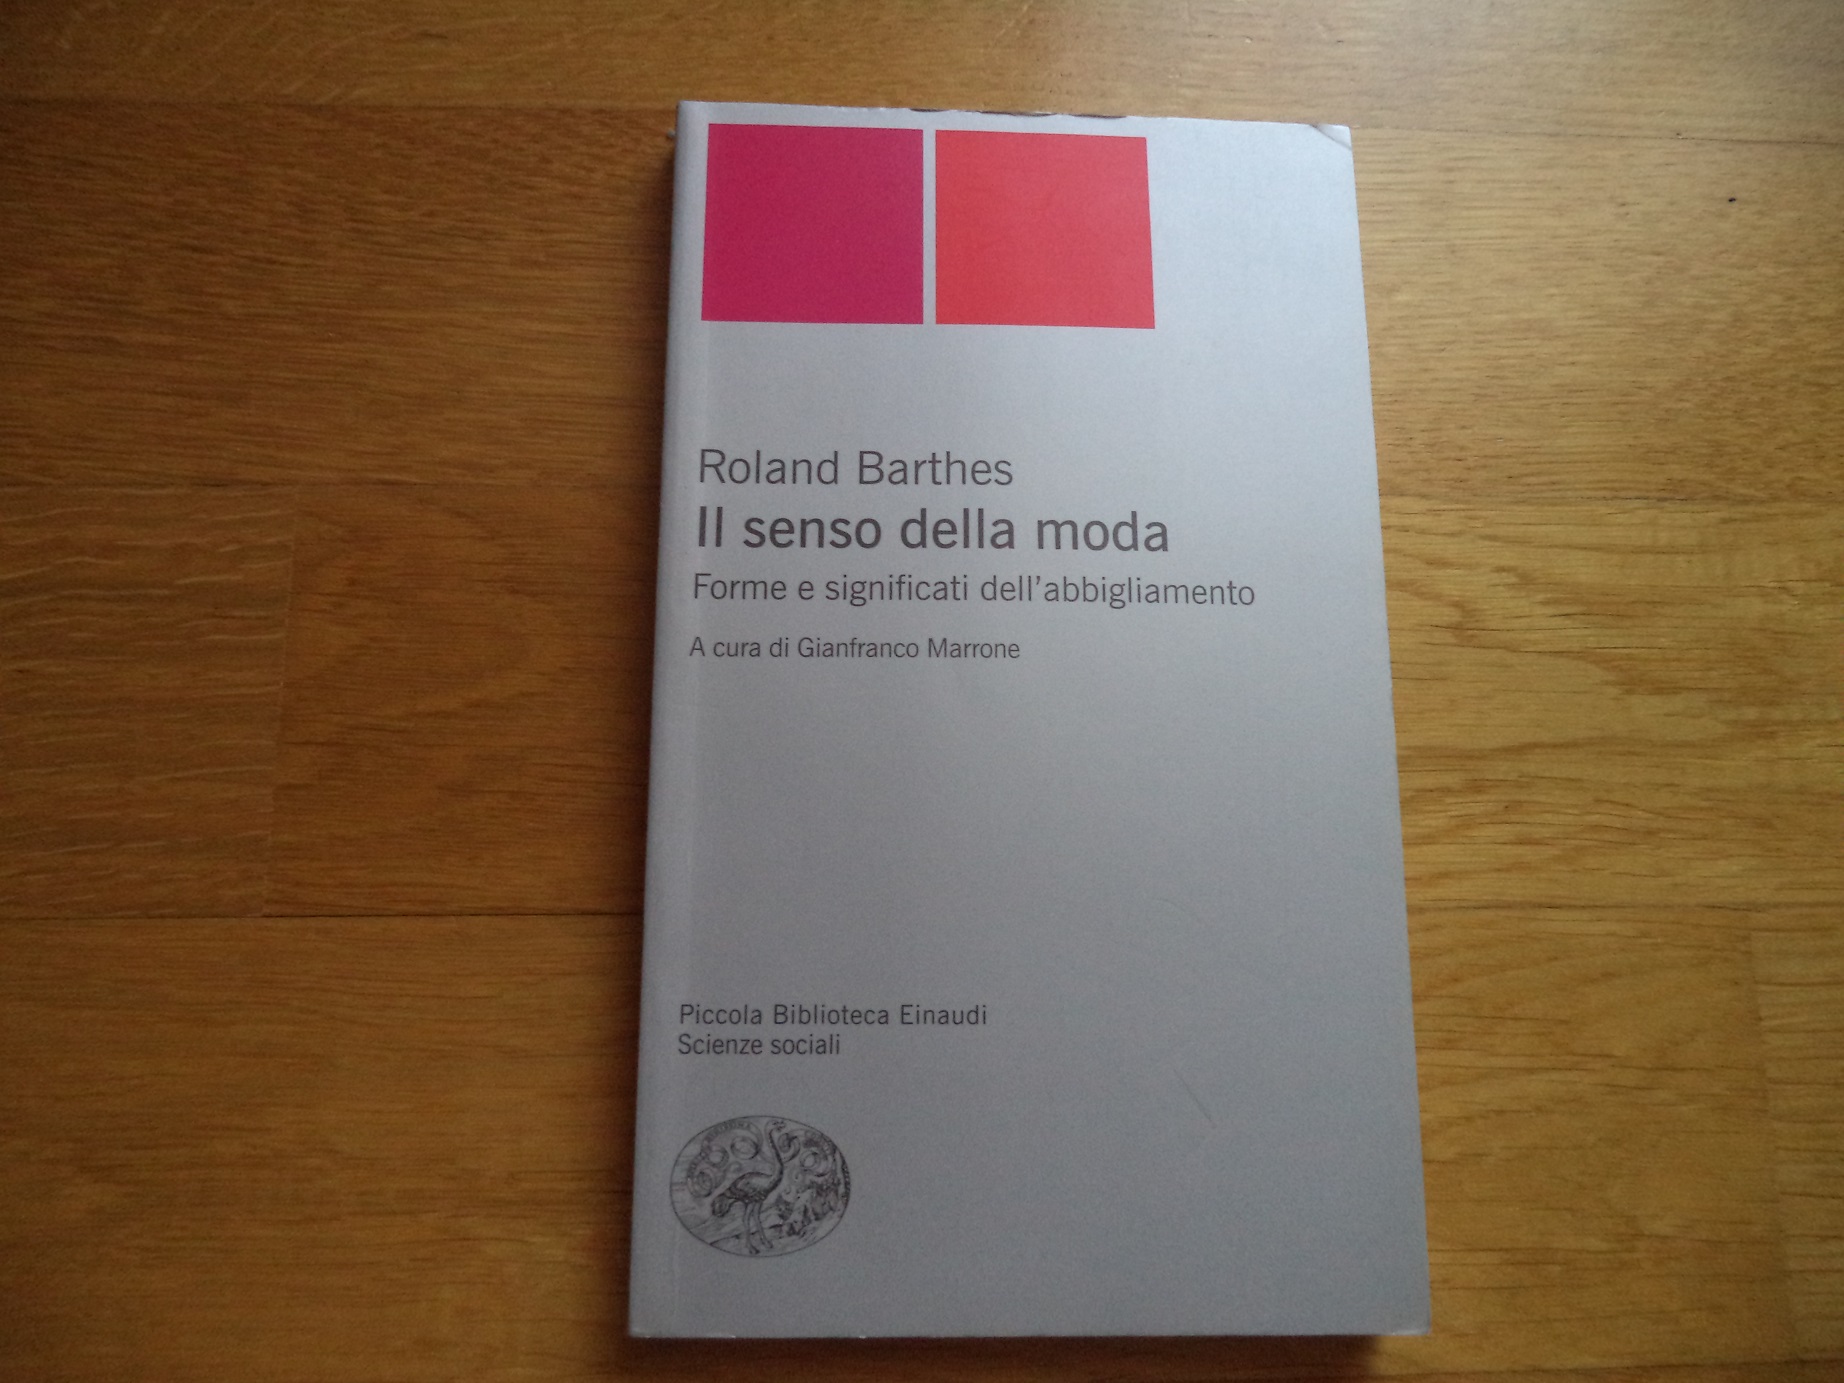 Roland Barthes
Il senso della moda
Forme e significati dell'abbigliamento
A cura di Gianfranco Marrone
Piccola Biblioteca Einaudi
Scienze sociali